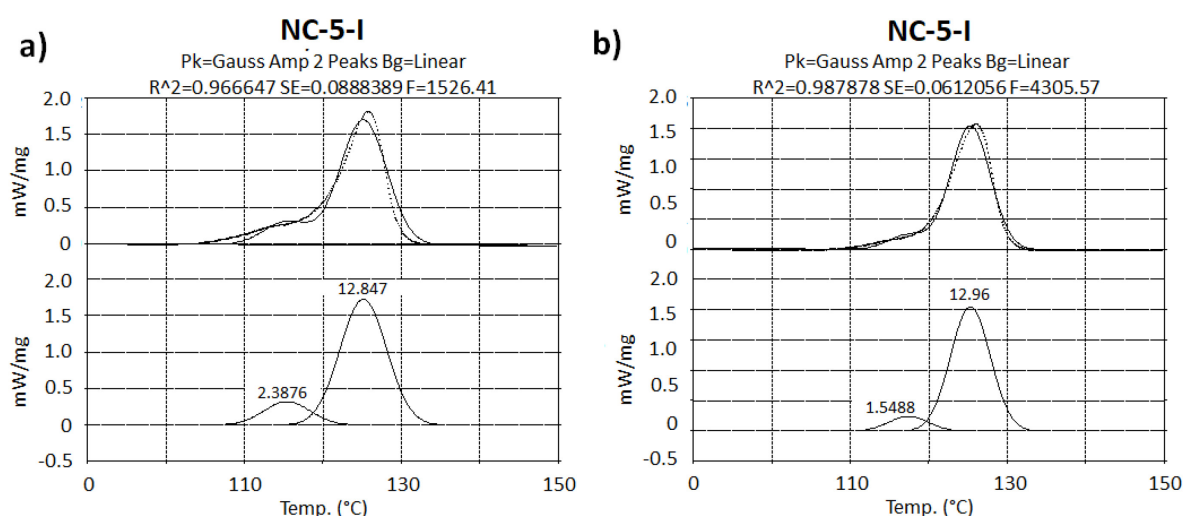 a)
NC-5-I
Pk=Gauss Amp 2 Peaks Bg=Linear
R^2=0.966647 SE=0.0888389 F=1526.41
2.0
1.5
1.0
0.5
0
mW/mg
2.0
1.5
1.0
0.5
0
-0.5
mW/mg
12.847
2.3876
0
110
130
150
Temp. (°C)
b)
NC-5-I
Pk=Gauss Amp 2 Peaks Bg=Linear
R^2=0.987878 SE=0.0612056 F=4305.57
2.0
1.5
1.0
0.5
0
mW/mg
2.0
1.5
1.0
0.5
0
-0.5
mW/mg
12.96
1.5488
0
110
130
150
Temp. (°C)